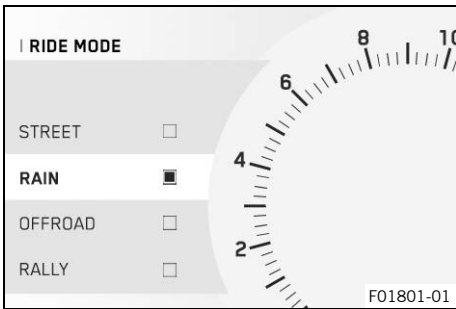 RIDE MODE
STREET
RAIN
OFFROAD
RALLY
2
4
6
8
10
F01801-01